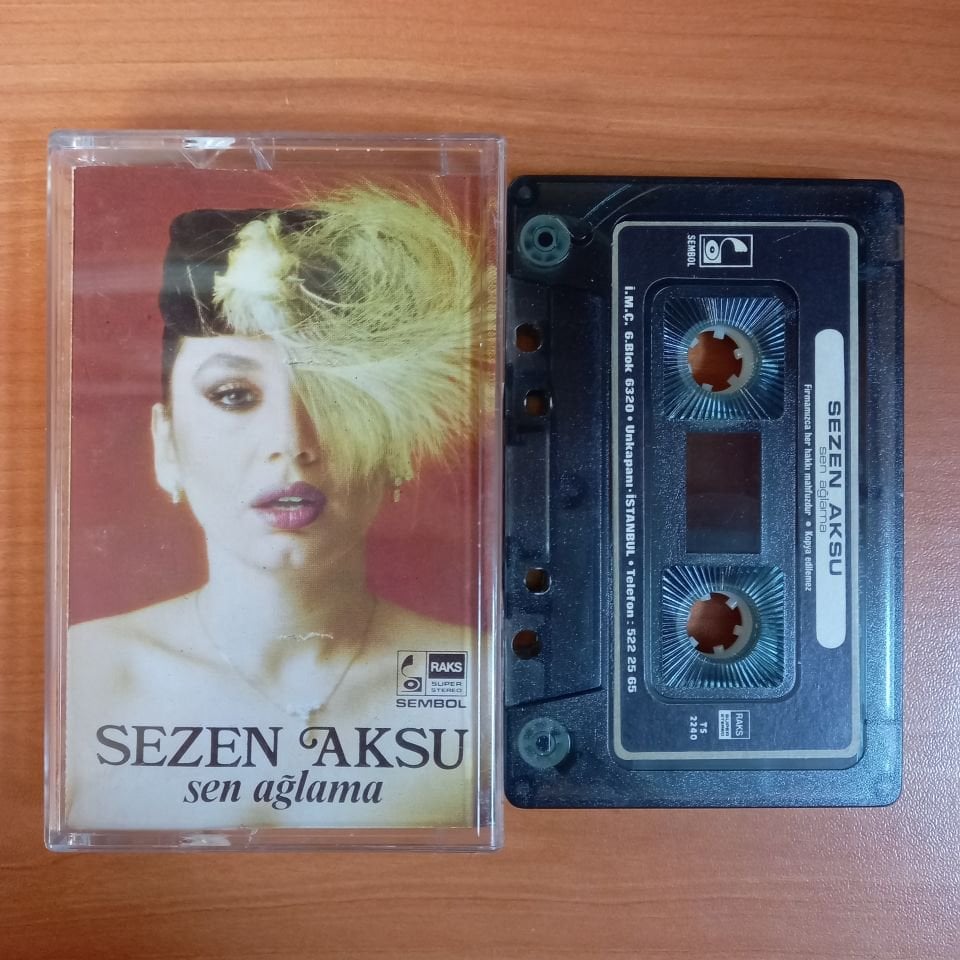 RAKS
SUPER
STEREO
SEMBOL
SEZEN AKSU
sen ağlama
SEZEN AKSU
sen ağlama
Firmamızca her hakkı mahfuzdur • Kopya edilemez
SEMBOL
RAKS
TS
2240
İ.M.Ç. 6.Blok 6320 • Unkapanı - İSTANBUL • Telefon : 522 25 65